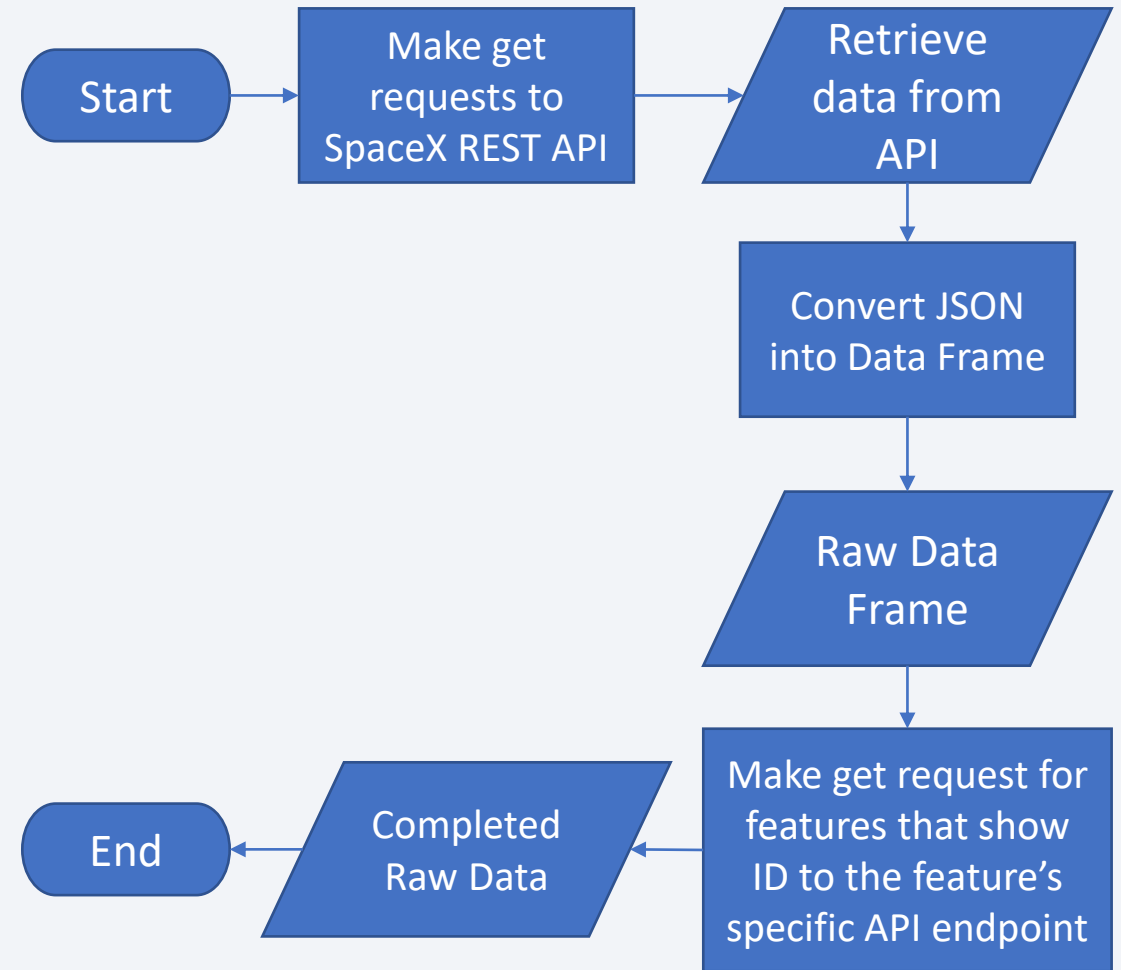 Start
Make get
requests to
SpaceX REST API
Retrieve
data from
API
Convert JSON
into Data Frame
Raw Data
Frame
Make get request for
features that show
ID to the feature’s
specific API endpoint
Completed
Raw Data
End